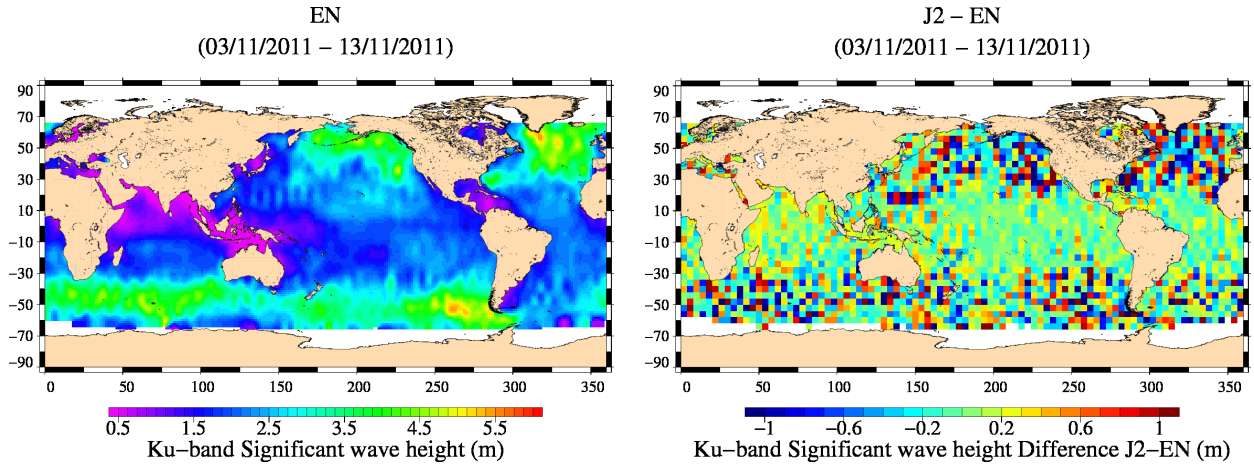 EN
(03/11/2011 − 13/11/2011)
90
70
50
30
10
−10
−30
−50
−70
−90
0 50 100 150 200 250 300 350
0.5 1.5 2.5 3.5 4.5 5.5
Ku−band Significant wave height (m)
J2 − EN
(03/11/2011 − 13/11/2011)
90
70
50
30
10
−10
−30
−50
−70
−90
0 50 100 150 200 250 300 350
−1 −0.6 −0.2 0.2 0.6 1
Ku−band Significant wave height Difference J2−EN (m)